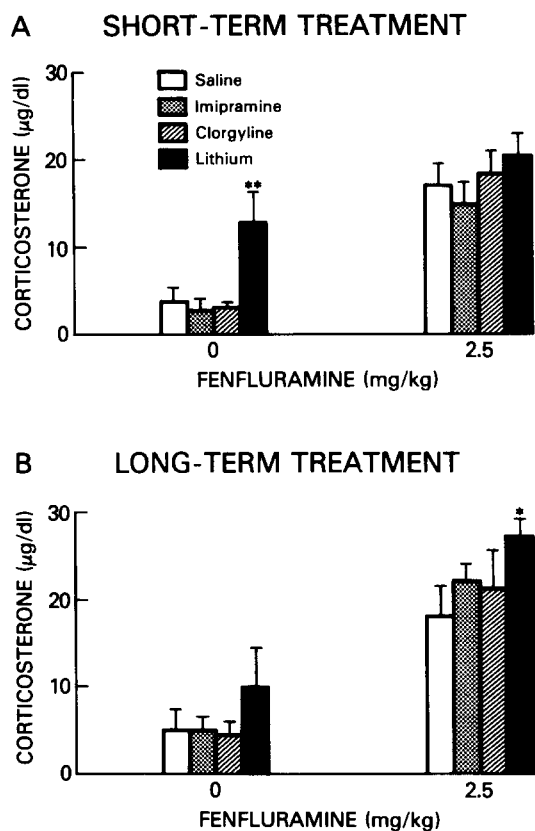 A SHORT-TERM TREATMENT
CORTICOSTERONE (µg/dl)
30
20
10
0
Saline
Imipramine
Clorgyline
Lithium
**
0 2.5
FENFLURAMINE (mg/kg)
B LONG-TERM TREATMENT
CORTICOSTERONE (µg/dl)
30
20
10
0
*
0 2.5
FENFLURAMINE (mg/kg)